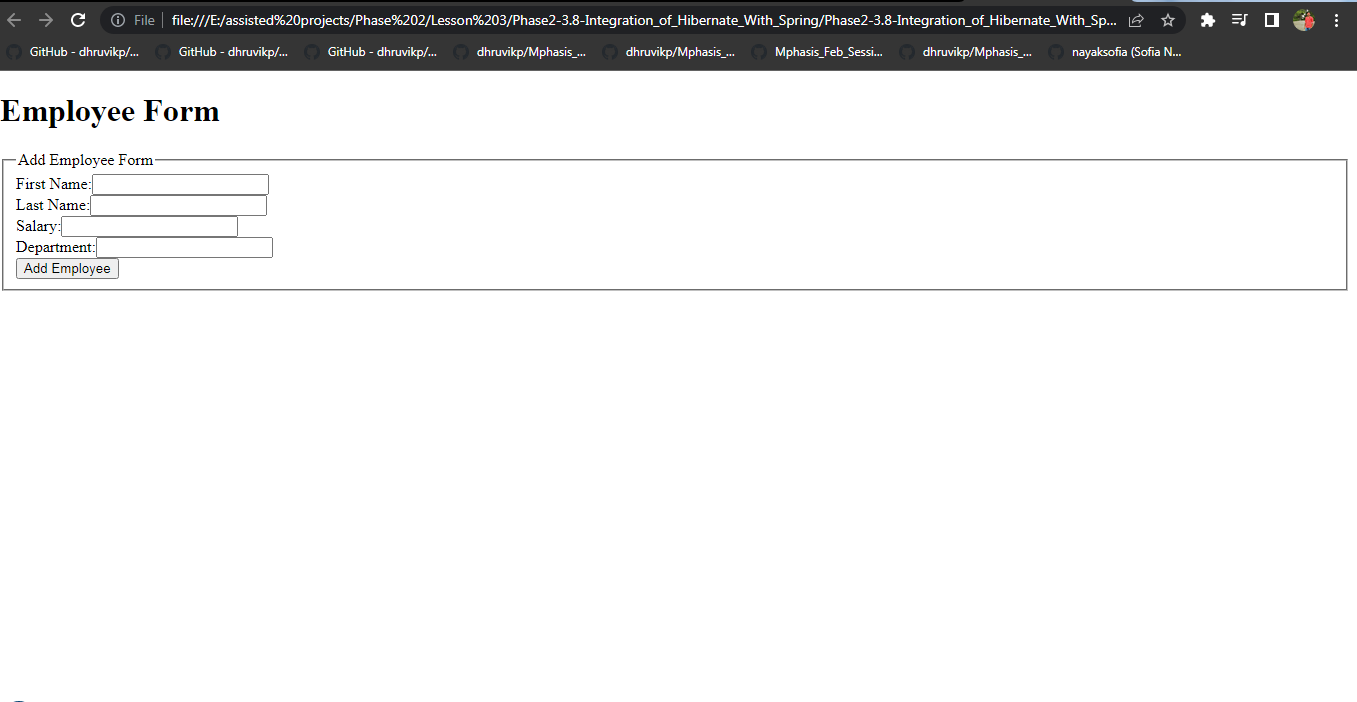 File file:///E:/assisted%20projects/Phase%202/Lesson%203/Phase2-3.8-Integration_of_Hibernate_With_Spring/Phase2-3.8-Integration_of_Hibernate_With_Sp...
GitHub - dhruvikp/... GitHub - dhruvikp/... GitHub - dhruvikp/... dhruvikp/Mphasis_... dhruvikp/Mphasis_... Mphasis_Feb_Sessi... dhruvikp/Mphasis_... nayaksofia (Sofia N...
Employee Form
Add Employee Form
First Name:
Last Name:
Salary:
Department:
Add Employee